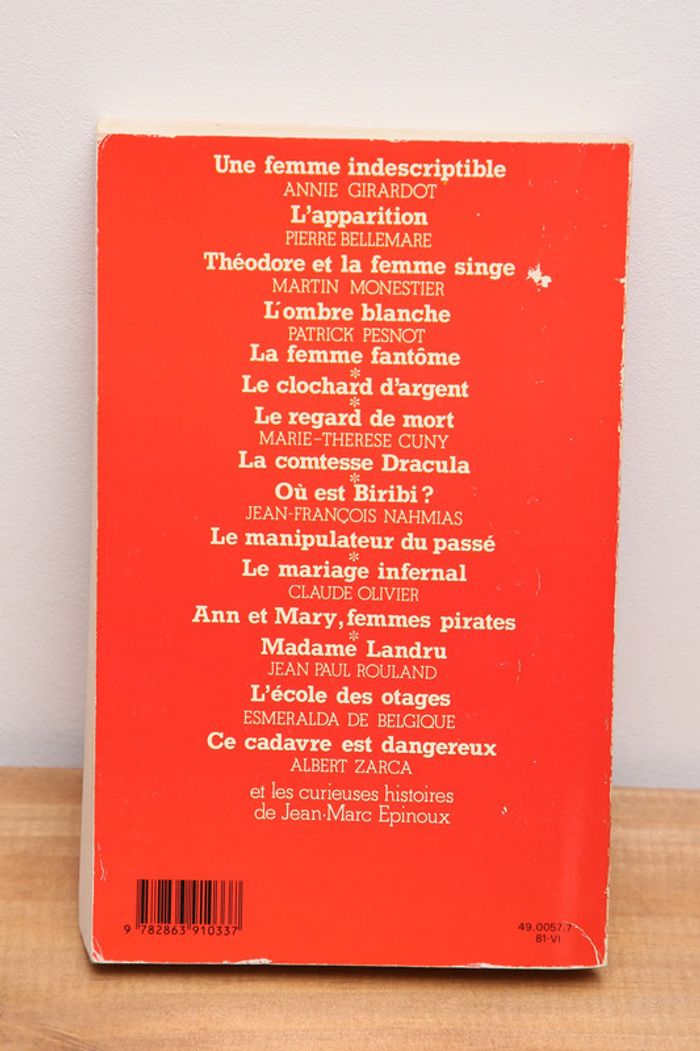 Une femme indescriptible
ANNIE GIRARDOT
L'apparition
PIERRE BELLEMARE
Théodore et la femme singe
MARTIN MONESTIER
L'ombre blanche
PATRICK PESNOT
La femme fantôme
*
Le clochard d'argent
*
Le regard de mort
MARIE-THERESE CUNY
La comtesse Dracula
*
Où est Biribi ?
JEAN-FRANÇOIS NAHMIAS
Le manipulateur du passé
*
Le mariage infernal
CLAUDE OLIVIER
Ann et Mary, femmes pirates
*
Madame Landru
JEAN PAUL ROULAND
L'école des otages
ESMERALDA DE BELGIQUE
Ce cadavre est dangereux
ALBERT ZARCA
et les curieuses histoires
de Jean-Marc Epinoux
9 782863 910337
49.0057.7
81-VI